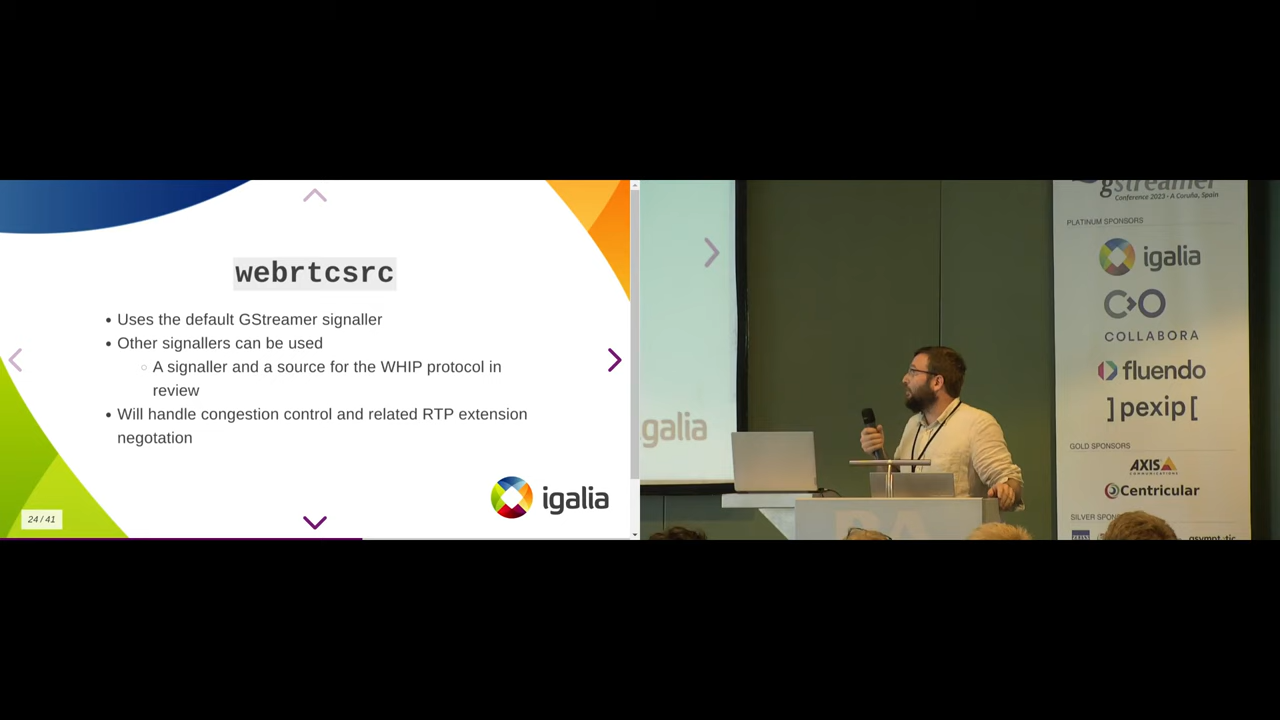 webrtcsrc
Uses the default GStreamer signaller
Other signallers can be used
A signaller and a source for the WHIP protocol in
review
Will handle congestion control and related RTP extension
negotation
igalia
24 / 41
galia
gstreamer
Conference 2023 - A Coruña, Spain
PLATINUM SPONSORS
igalia
COLLABORA
fluendo
]pexip[
GOLD SPONSORS
AXIS
COMMUNICATIONS
Centricular
SILVER SPON
asymptotic